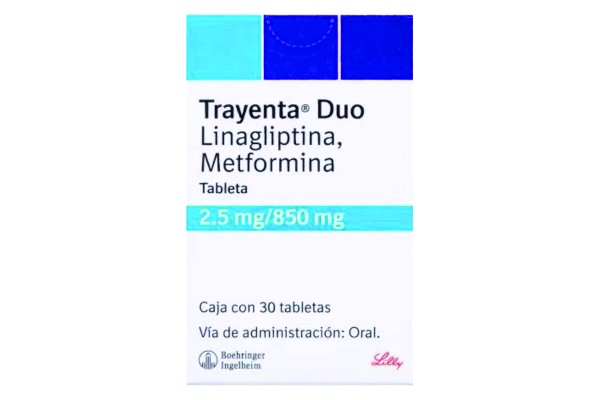 Trayenta® Duo
Linagliptina,
Metformina
Tableta
2.5 mg/850 mg
Caja con 30 tabletas
Vía de administración: Oral.
Boehringer
Ingelheim
Lilly